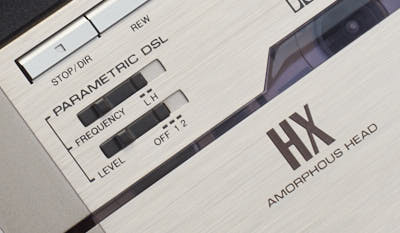 REW
STOP/DIR
PARAMETRIC DSL
L H
FREQUENCY
OFF 1 2
LEVEL
HX
AMORPHOUS HEAD